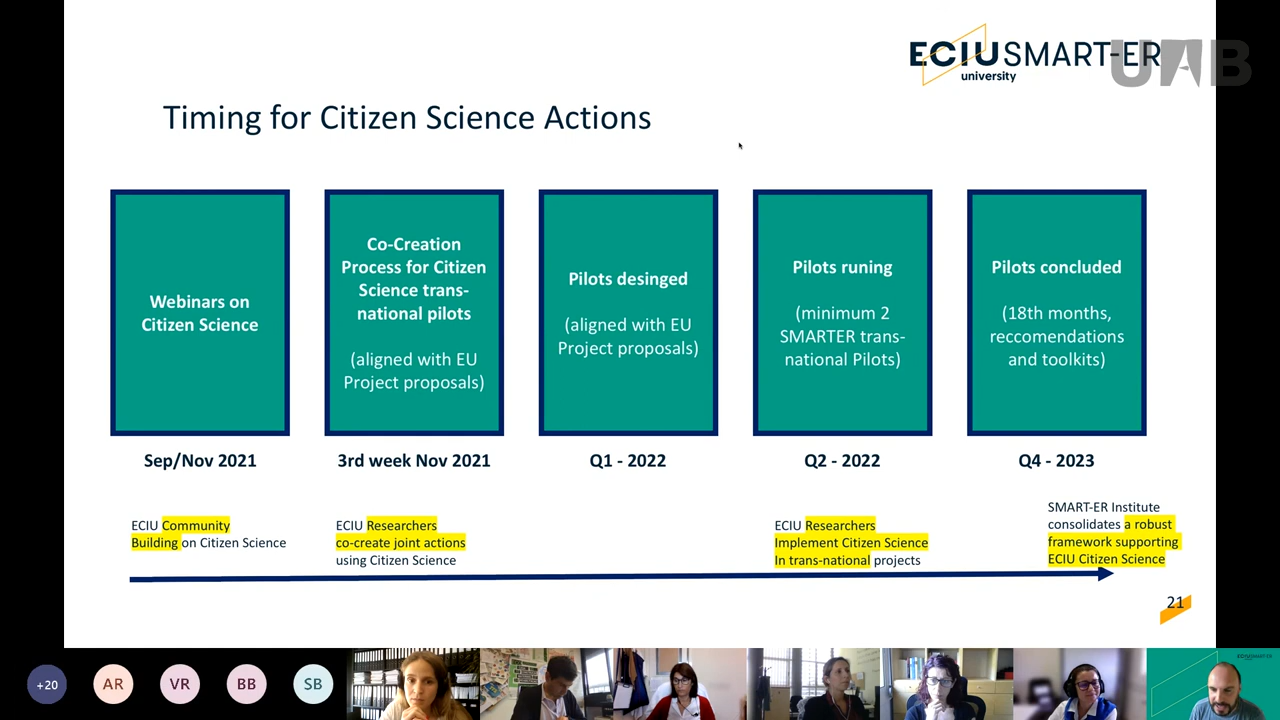 ECIU SMART-ER
university
UAB
Timing for Citizen Science Actions
Webinars on
Citizen Science
Co-Creation
Process for Citizen
Science trans-
national pilots
(aligned with EU
Project proposals)
Pilots desinged
(aligned with EU
Project proposals)
Pilots runing
(minimum 2
SMARTER trans-
national Pilots)
Pilots concluded
(18th months,
reccomendations
and toolkits)
Sep/Nov 2021
3rd week Nov 2021
Q1 - 2022
Q2 - 2022
Q4 - 2023
ECIU Community
Building on Citizen Science
ECIU Researchers
co-create joint actions
using Citizen Science
ECIU Researchers
Implement Citizen Science
In trans-national projects
SMART-ER Institute
consolidates a robust
framework supporting
ECIU Citizen Science
21
+20
AR
VR
BB
SB
ECIU SMART-ER